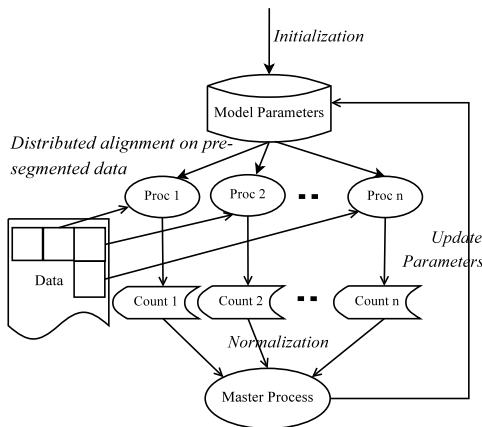 Initialization
Model Parameters
Distributed alignment on pre-
segmented data
Proc 1
Proc 2
Proc n
Data
Update
Parameters
Count 1
Count 2
Count n
Normalization
Master Process